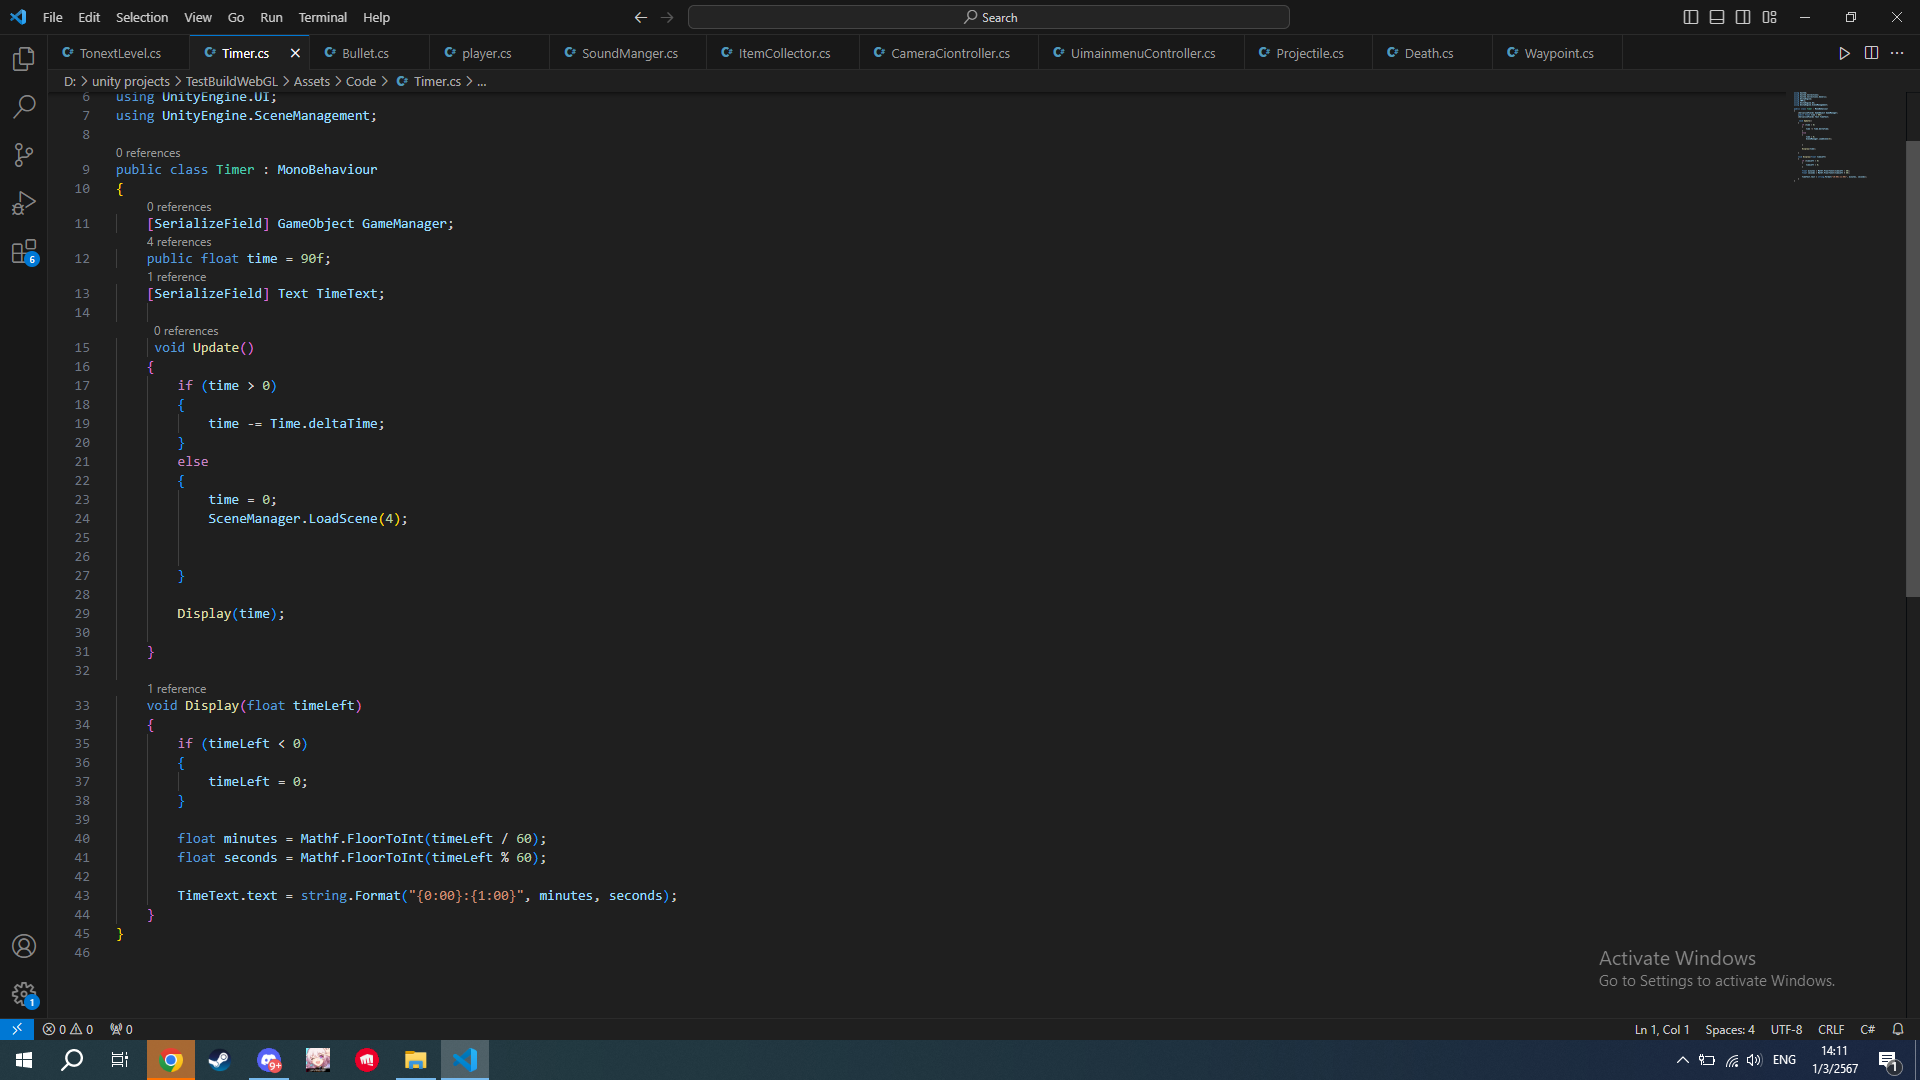 File Edit Selection View Go Run Terminal Help Search
TonextLevel.cs Timer.cs Bullet.cs player.cs SoundManger.cs ItemCollector.cs CameraCiontroller.cs UimainmenuController.cs Projectile.cs Death.cs Waypoint.cs
D: > unity projects > TestBuildWebGL > Assets > Code > Timer.cs > ...
6 using UnityEngine.UI;
7 using UnityEngine.SceneManagement;
8
0 references
9 public class Timer : MonoBehaviour
10 {
0 references
11 [SerializeField] GameObject GameManager;
4 references
12 public float time = 90f;
1 reference
13 [SerializeField] Text TimeText;
14
0 references
15 void Update()
16 {
17 if (time > 0)
18 {
19 time -= Time.deltaTime;
20 }
21 else
22 {
23 time = 0;
24 SceneManager.LoadScene(4);
25
26
27 }
28
29 Display(time);
30
31 }
32
1 reference
33 void Display(float timeLeft)
34 {
35 if (timeLeft < 0)
36 {
37 timeLeft = 0;
38 }
39
40 float minutes = Mathf.FloorToInt(timeLeft / 60);
41 float seconds = Mathf.FloorToInt(timeLeft % 60);
42
43 TimeText.text = string.Format("{0:00}:{1:00}", minutes, seconds);
44 }
45 }
46
6
1
Activate Windows
Go to Settings to activate Windows.
0 0 0 Ln 1, Col 1 Spaces: 4 UTF-8 CRLF C#
9+ ENG 14:11
1/3/2567 1